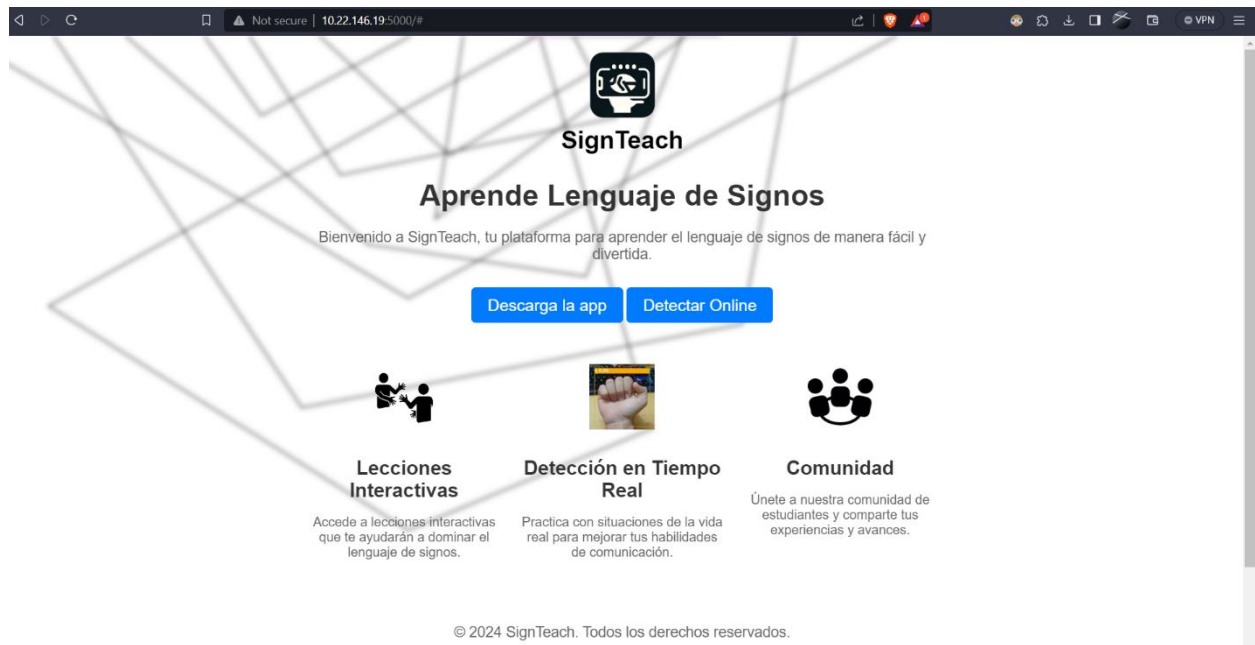 Not secure
10.22.146.19:5000/#
VPN
SignTeach
Aprende Lenguaje de Signos
Bienvenido a SignTeach, tu plataforma para aprender el lenguaje de signos de manera fácil y
divertida.
Descarga la app
Detectar Online
Lecciones
Interactivas
Accede a lecciones interactivas
que te ayudarán a dominar el
lenguaje de signos.
Detección en Tiempo
Real
Practica con situaciones de la vida
real para mejorar tus habilidades
de comunicación.
Comunidad
Únete a nuestra comunidad de
estudiantes y comparte tus
experiencias y avances.
© 2024 SignTeach. Todos los derechos reservados.